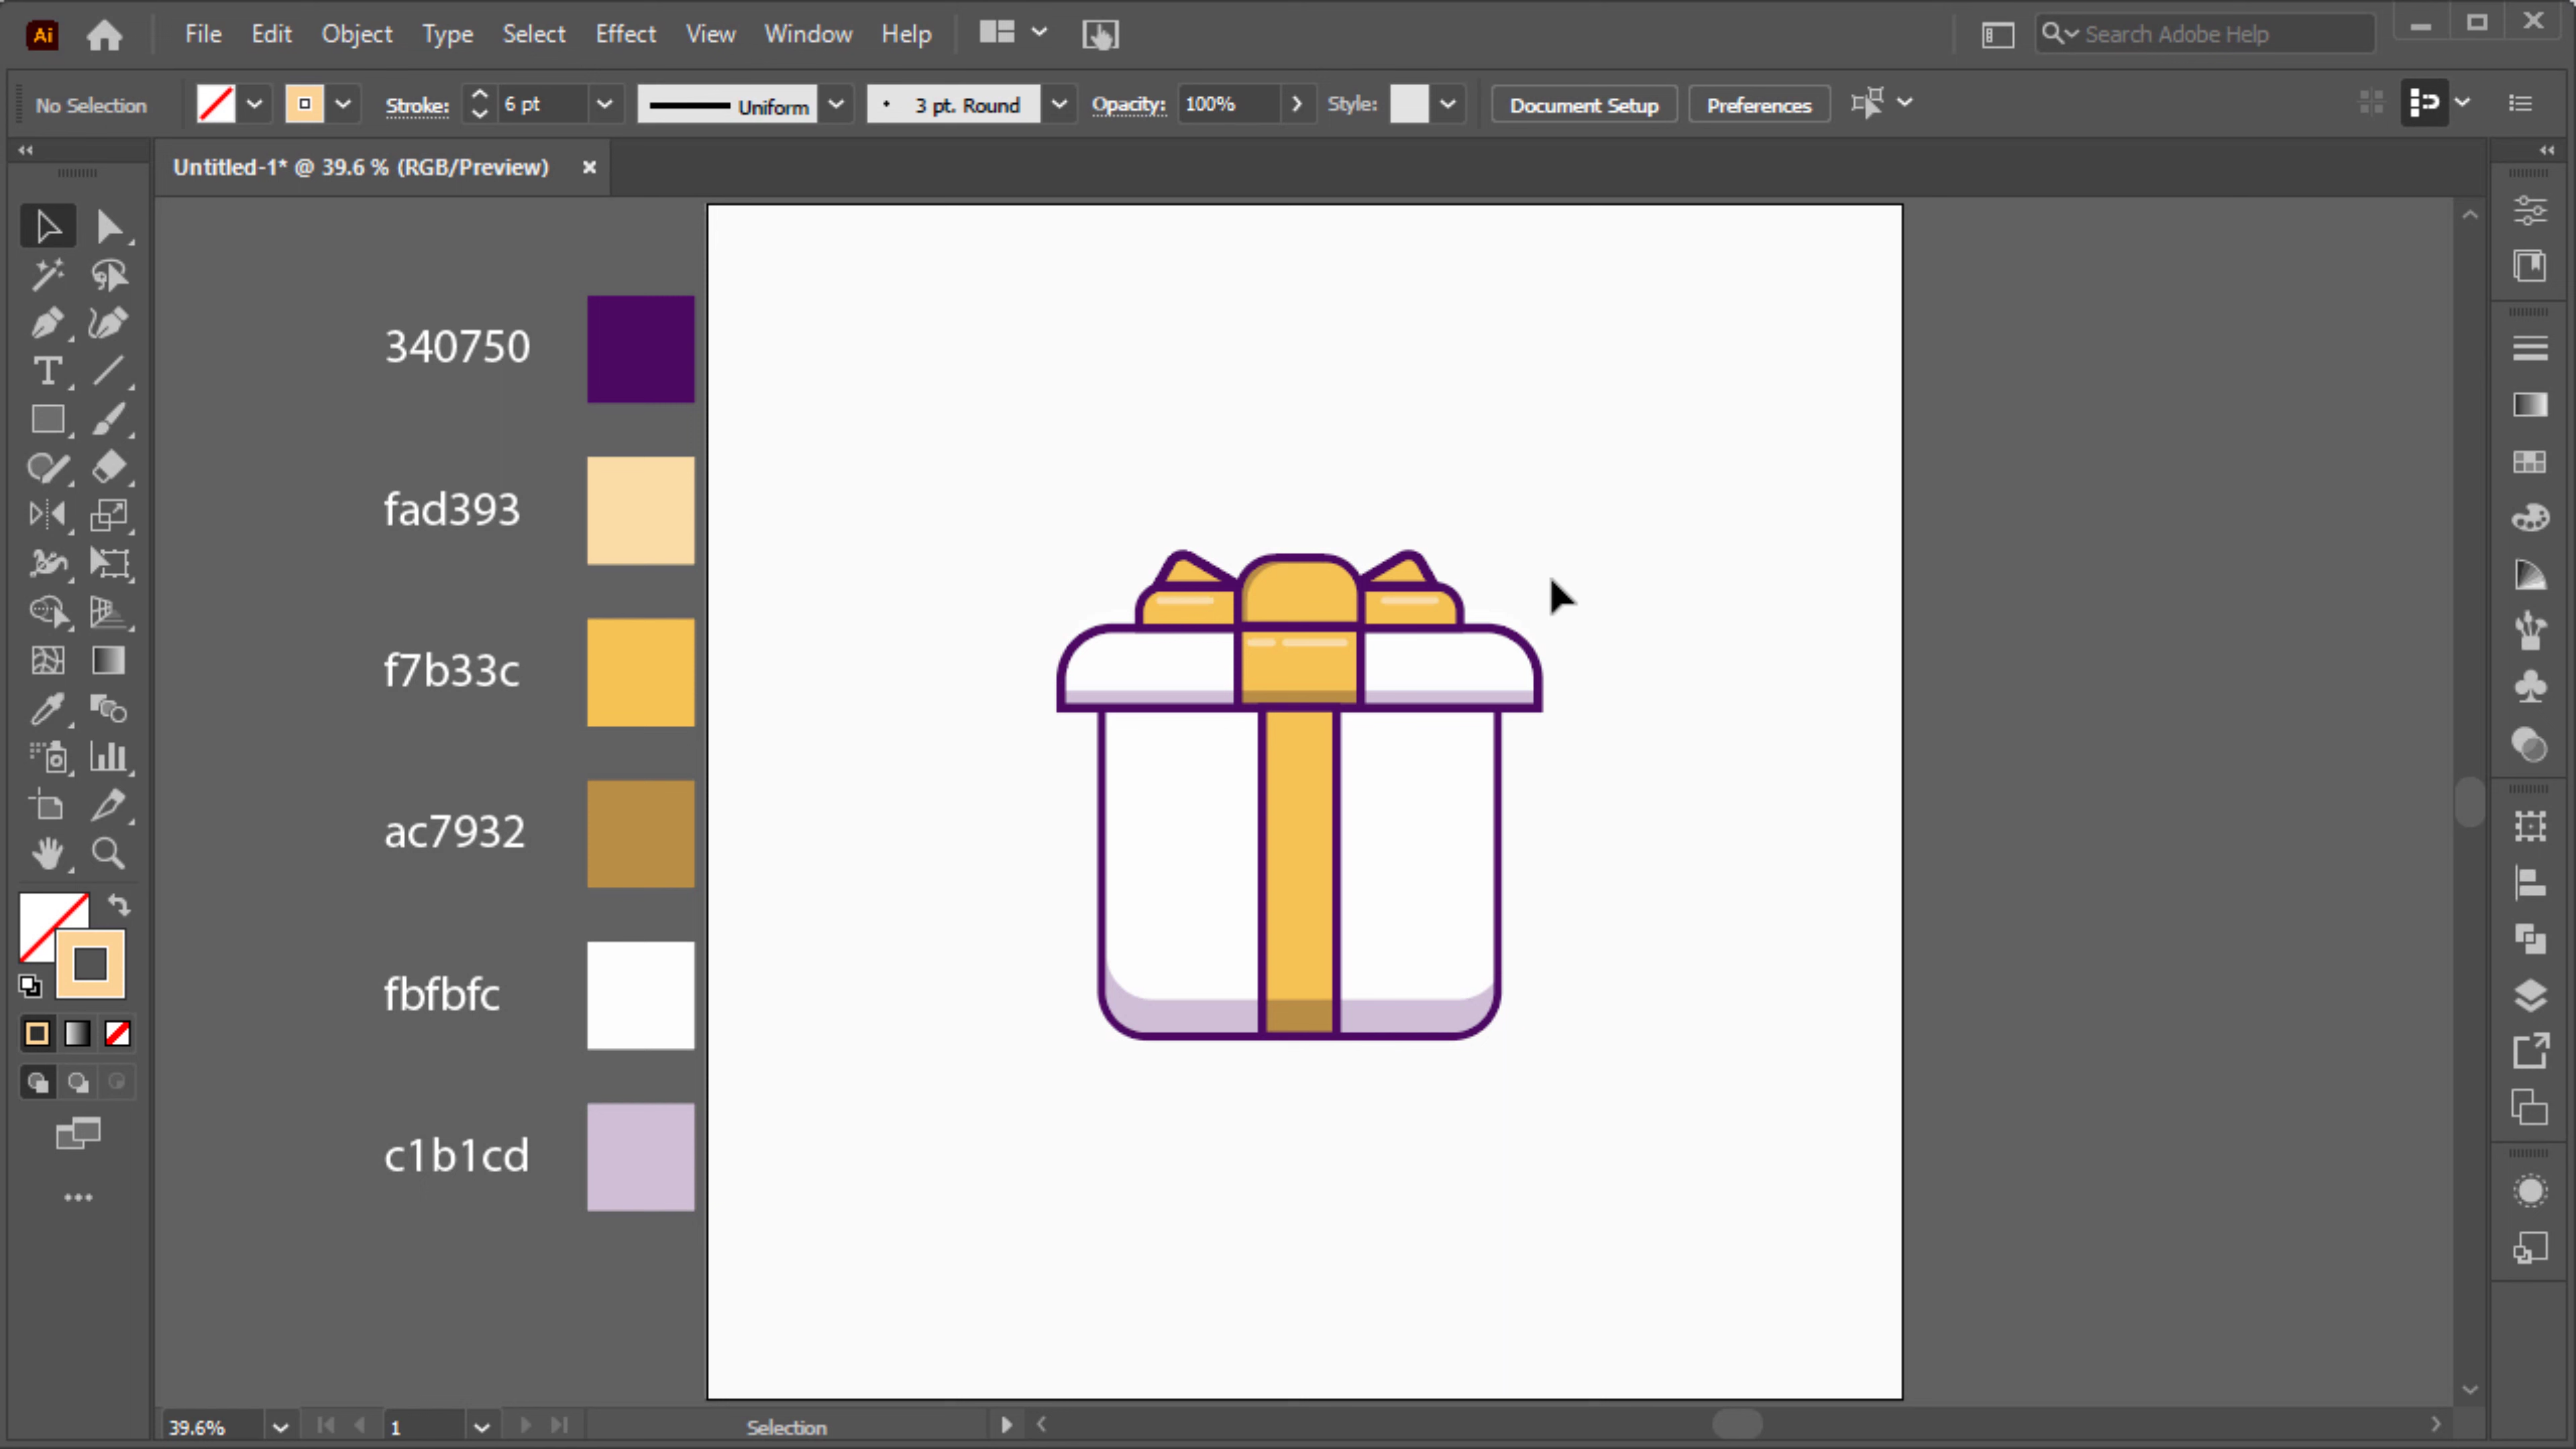 Ai File Edit Object Type Select Effect View Window Help Search Adobe Help
No Selection Stroke: 6 pt Uniform 3 pt. Round Opacity: 100% Style: Document Setup Preferences
Untitled-1* @ 39.6 % (RGB/Preview)
340750
fad393
f7b33c
ac7932
fbfbfc
c1b1cd
39.6% 1 Selection